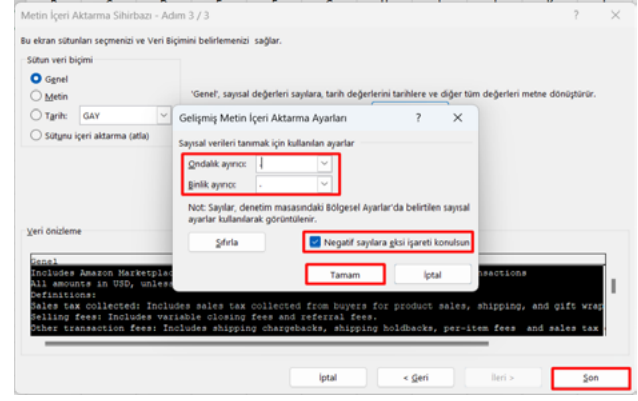 Metin İçeri Aktarma Sihirbazı - Adım 3 / 3
Bu ekran sütunları seçmenizi ve Veri Biçimini belirlemenizi sağlar.
Sütun veri biçimi
Genel
Metin
Tarih: GAY
Sütunu içeri aktarma (atla)
'Genel', sayısal değerleri sayılara, tarih değerlerini tarihlere ve diğer tüm değerleri metne dönüştürür.
Gelişmiş Metin İçeri Aktarma Ayarları
Sayısal verileri tanımak için kullanılan ayarlar
Ondalık ayırıcı:
Binlik ayırıcı: .
Not: Sayılar, denetim masasındaki Bölgesel Ayarlar'da belirtilen sayısal
ayarlar kullanılarak görüntülenir.
Sıfırla
Negatif sayılara eksi işareti konulsun
Tamam
İptal
Veri önizleme
Genel
Includes Amazon Marketplac nsactions
All amounts in USD, unless
Definitions:
Sales tax collected: Includes sales tax collected from buyers for product sales, shipping, and gift wrap
Selling fees: Includes variable closing fees and referral fees.
Other transaction fees: Includes shipping chargebacks, shipping holdbacks, per-item fees and sales tax
İptal
< Geri
İleri >
Son